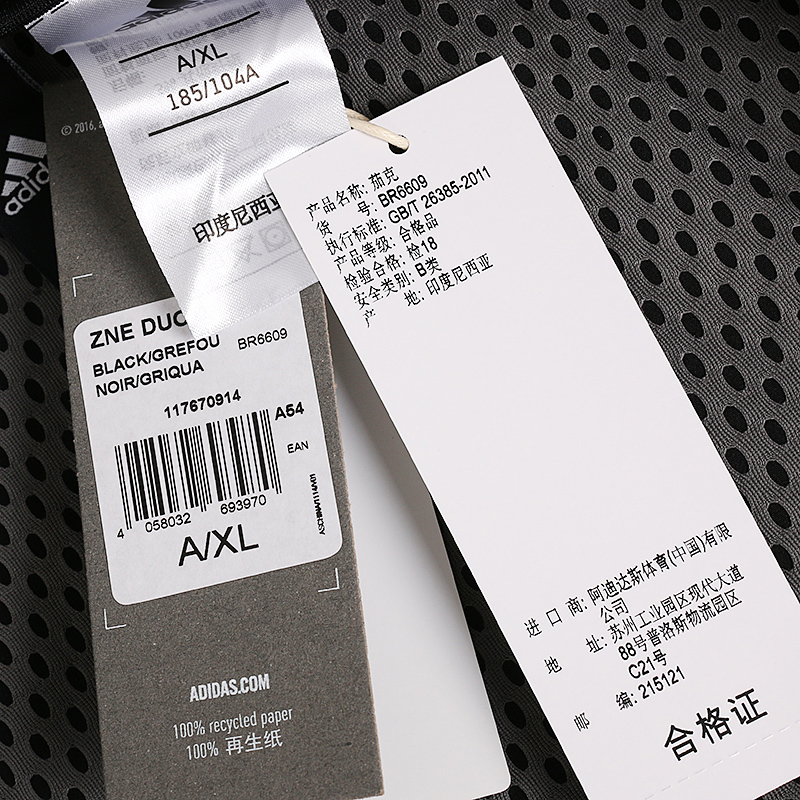 A/XL
185/104A
印度尼西亚
© 2016, a
adidas
ZNE DUO
BLACK/GREFOU
NOIR/GRIQUA
BR6609
117670914
A54
EAN
4 058032 693970
A/XL
ADIDAS.COM
100% recycled paper
100% 再生纸
产品名称: 茄克
货 号: BR6609
执行标准: GB/T 26385-2011
产品等级: 合格品
检验合格: 检18
安全类别: B类
产 地: 印度尼西亚
进 口 商: 阿迪达斯体育(中国)有限
公司
地 址: 苏州工业园区现代大道
88号普洛斯物流园区
C21号
邮 编: 215121
合格证